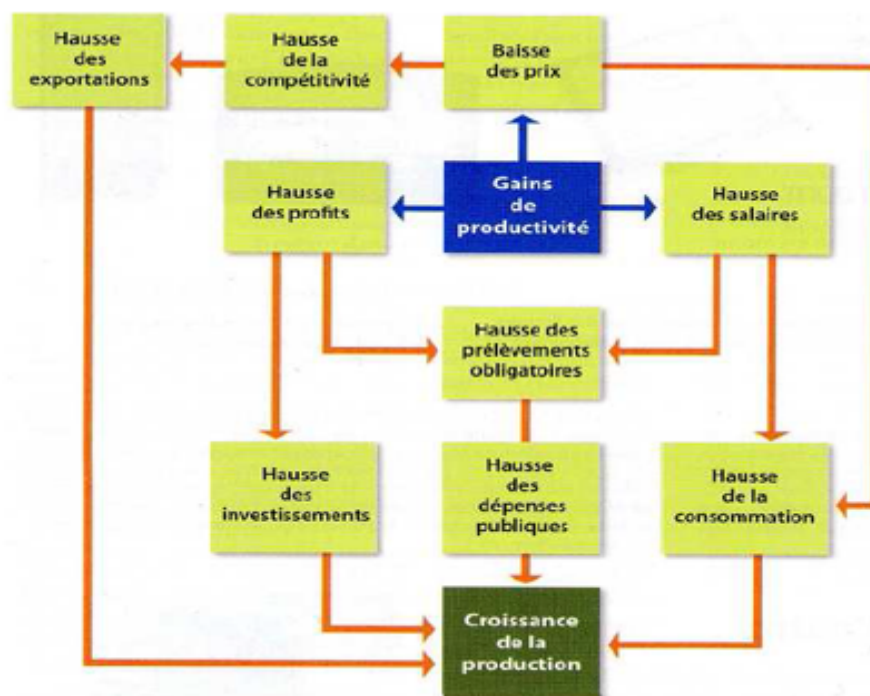 Hausse
des
exportations
Hausse
de la
compétitivité
Baisse
des prix
Hausse
des profits
Gains
de
productivité
Hausse
des salaires
Hausse des
prélèvements
obligatoires
Hausse
des
investissements
Hausse
des
dépenses
publiques
Hausse
de la
consommation
Croissance
de la
production